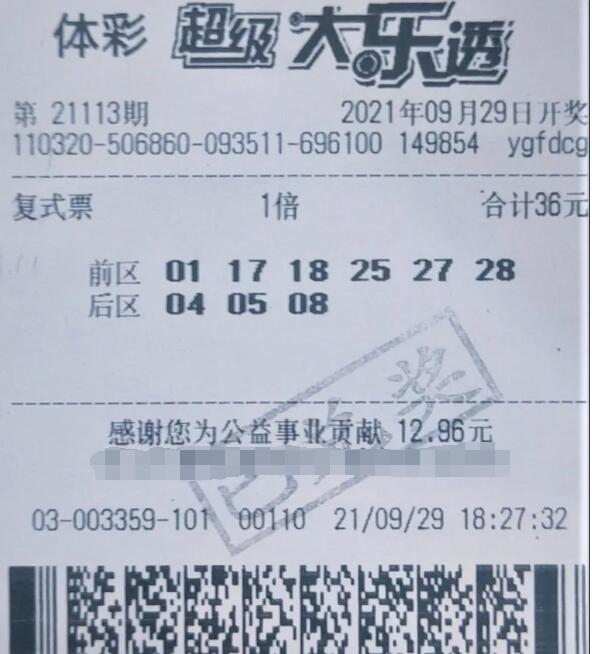 体彩 超级大乐透
第 21113期 2021年09月29日开奖
110320-506860-093511-696100 149854 ygfdcg
复式票 1倍 合计36元
前区 01 17 18 25 27 28
后区 04 05 08
感谢您为公益事业贡献 12.96元
已兑奖
03-003359-101 00110 21/09/29 18:27:32